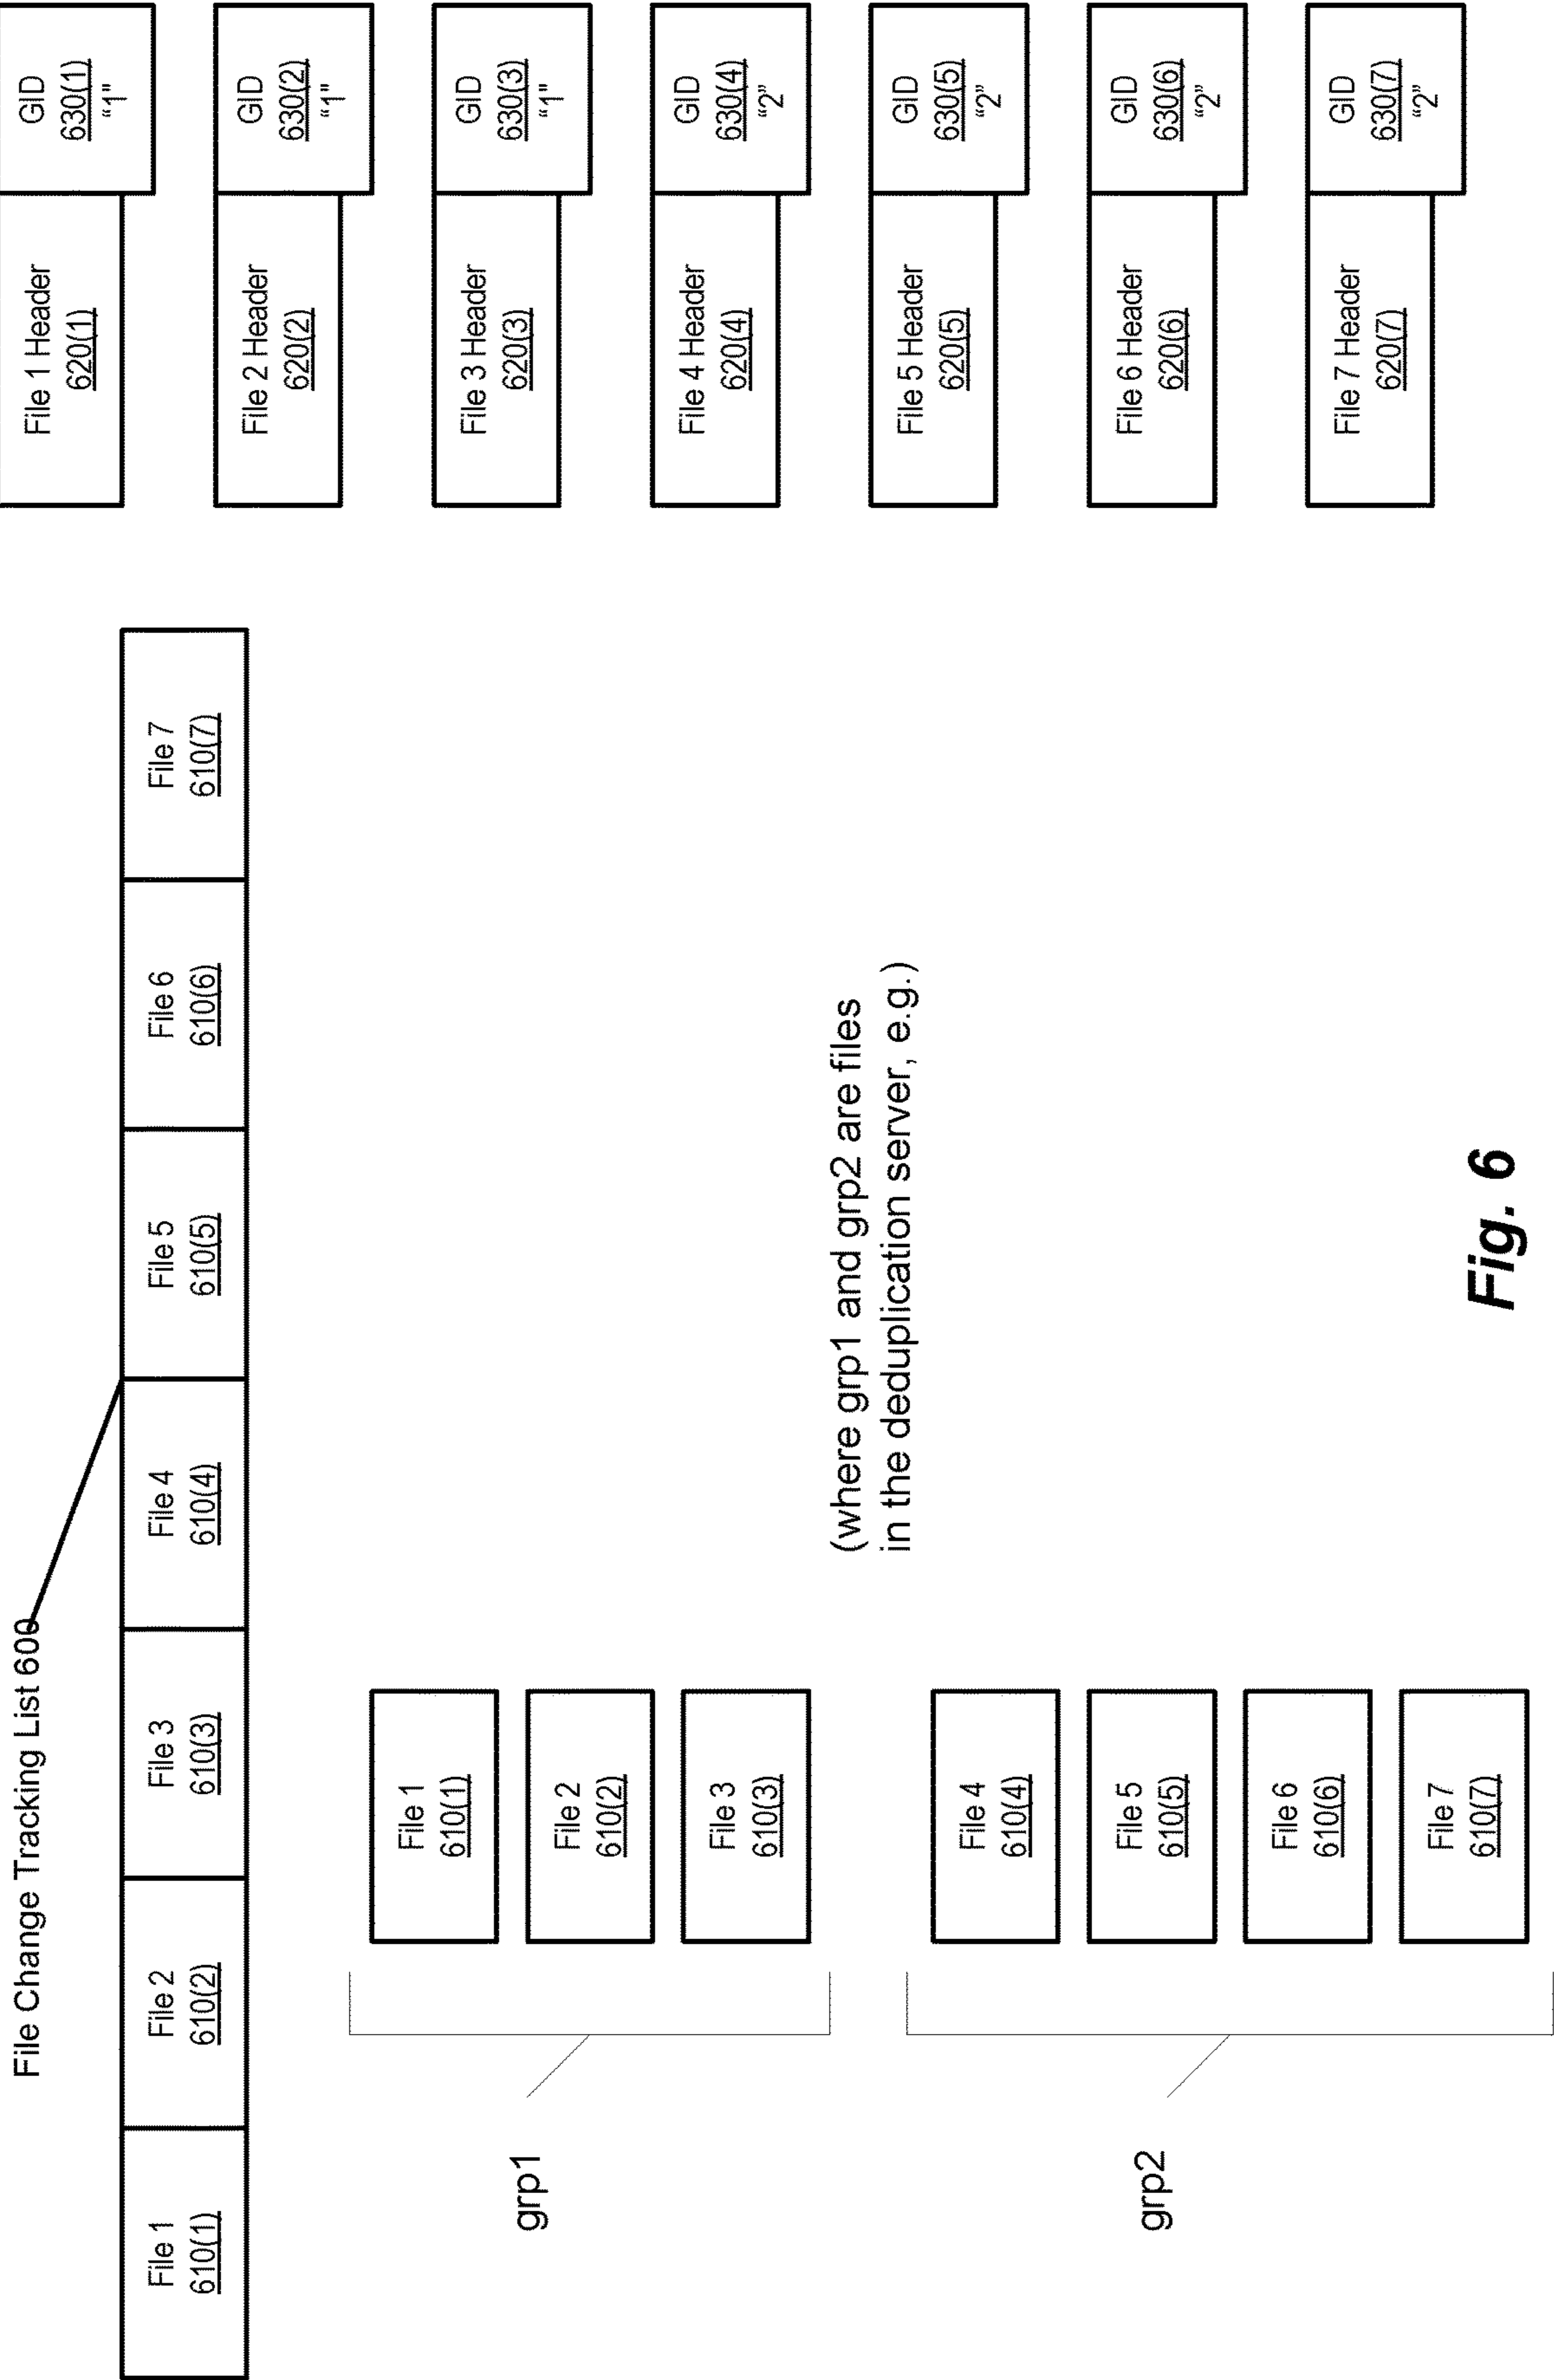 File Change Tracking List 600
File 1
610(1)
File 2
610(2)
File 3
610(3)
File 4
610(4)
File 5
610(5)
File 6
610(6)
File 7
610(7)
grp1
File 1
610(1)
File 2
610(2)
File 3
610(3)
grp2
File 4
610(4)
File 5
610(5)
File 6
610(6)
File 7
610(7)
(where grp1 and grp2 are files
in the deduplication server, e.g.)
File 1 Header
620(1)
GID
630(1)
“1"
File 2 Header
620(2)
GID
630(2)
“1"
File 3 Header
620(3)
GID
630(3)
“1"
File 4 Header
620(4)
GID
630(4)
“2”
File 5 Header
620(5)
GID
630(5)
“2”
File 6 Header
620(6)
GID
630(6)
“2”
File 7 Header
620(7)
GID
630(7)
“2”
Fig. 6